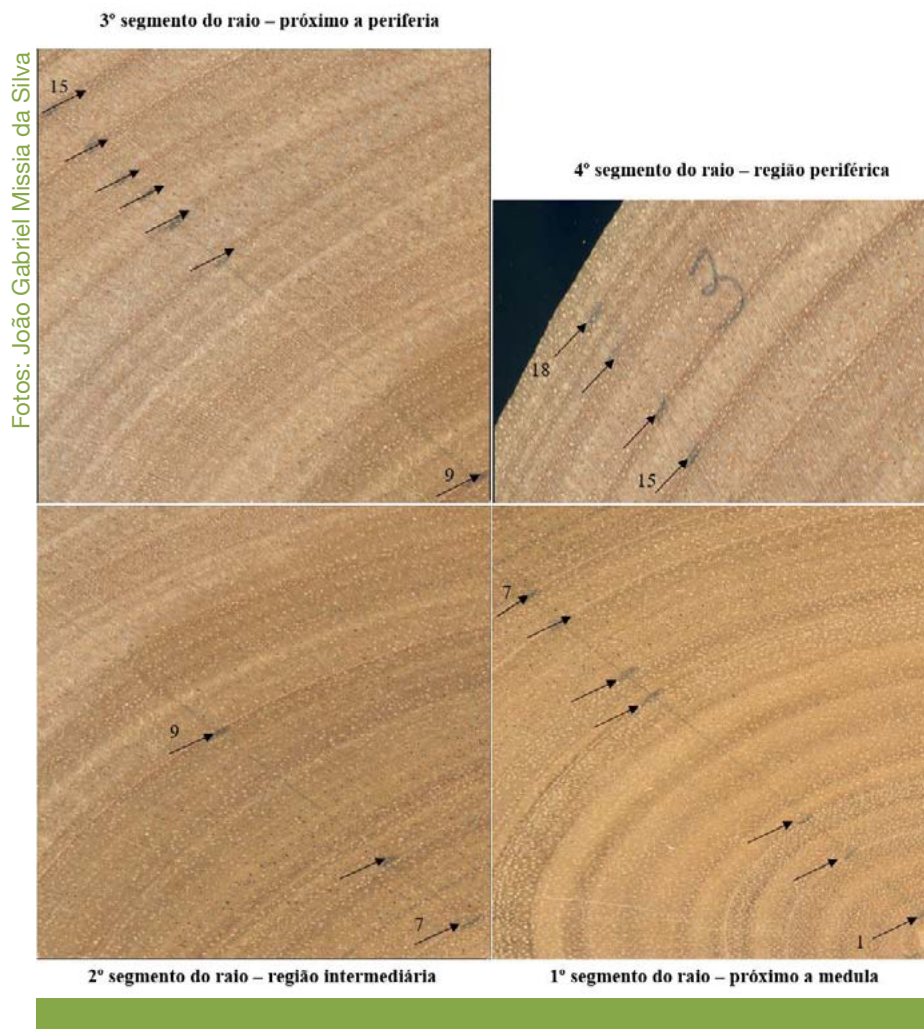 3º segmento do raio – próximo a periferia
Fotos: João Gabriel Missia da Silva
15
9
4º segmento do raio – região periférica
3
18
15
9
7
2º segmento do raio – região intermediária
7
1
1º segmento do raio – próximo a medula